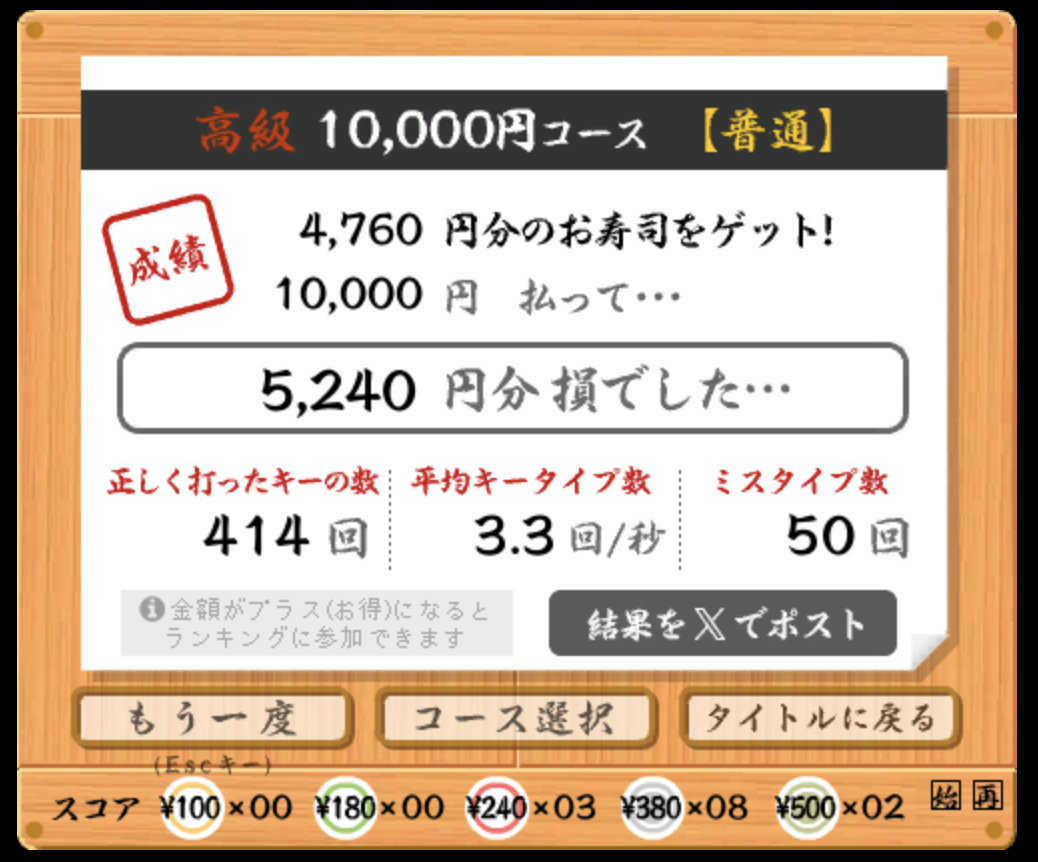 高級 10,000円コース 【普通】
成績
4,760 円分のお寿司をゲット!
10,000 円 払って…
5,240 円分 損でした…
正しく打ったキーの数 平均キータイプ数 ミスタイプ数
414 回 3.3 回/秒 50 回
金額がプラス(お得)になると
ランキングに参加できます
結果を𝕏でポスト
もう一度 コース選択 タイトルに戻る
(Escキー)
スコア ¥100×00 ¥180×00 ¥240×03 ¥380×08 ¥500×02 始 再